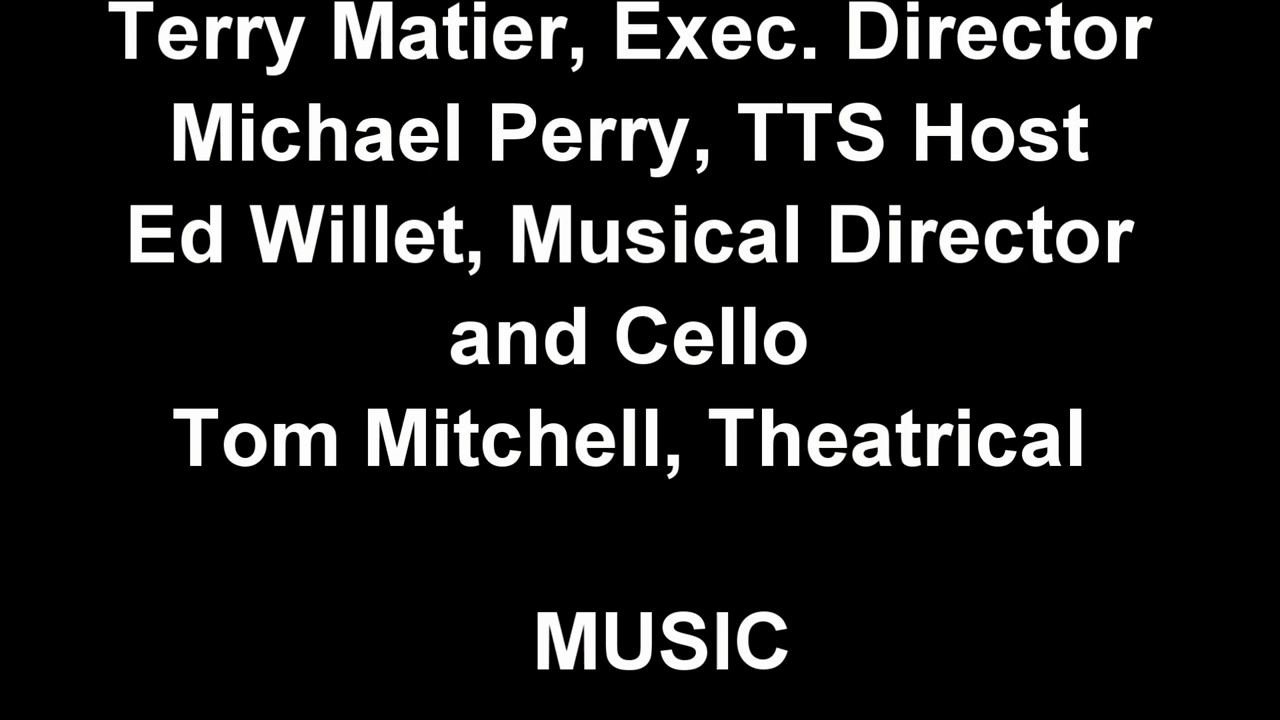 Terry Matier, Exec. Director
Michael Perry, TTS Host
Ed Willet, Musical Director
and Cello
Tom Mitchell, Theatrical
MUSIC